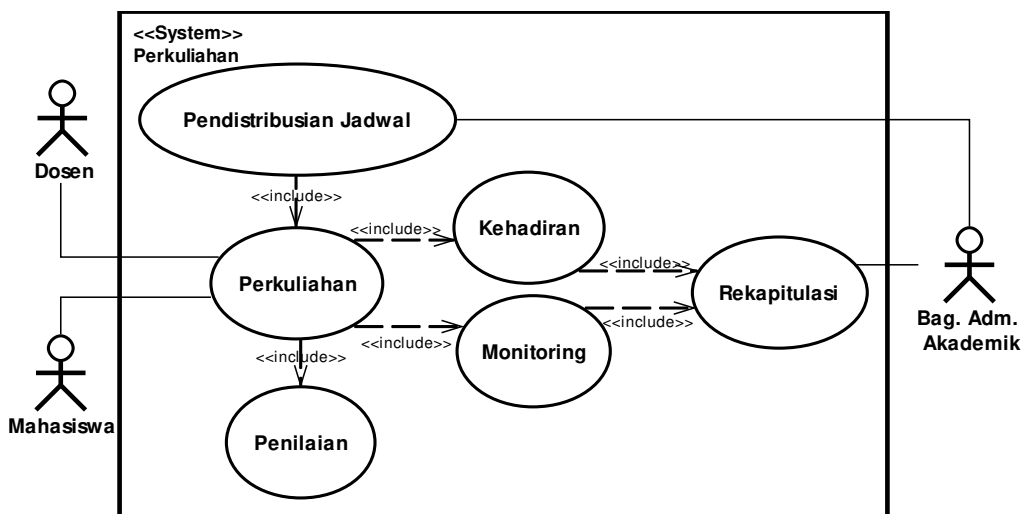 <<System>>
Perkuliahan
Pendistribusian Jadwal
Dosen
<<include>>
Kehadiran
<<include>>
Perkuliahan
<<include>>
Rekapitulasi
<<include>>
<<include>>
Monitoring
<<include>>
Bag. Adm.
Akademik
Mahasiswa
Penilaian